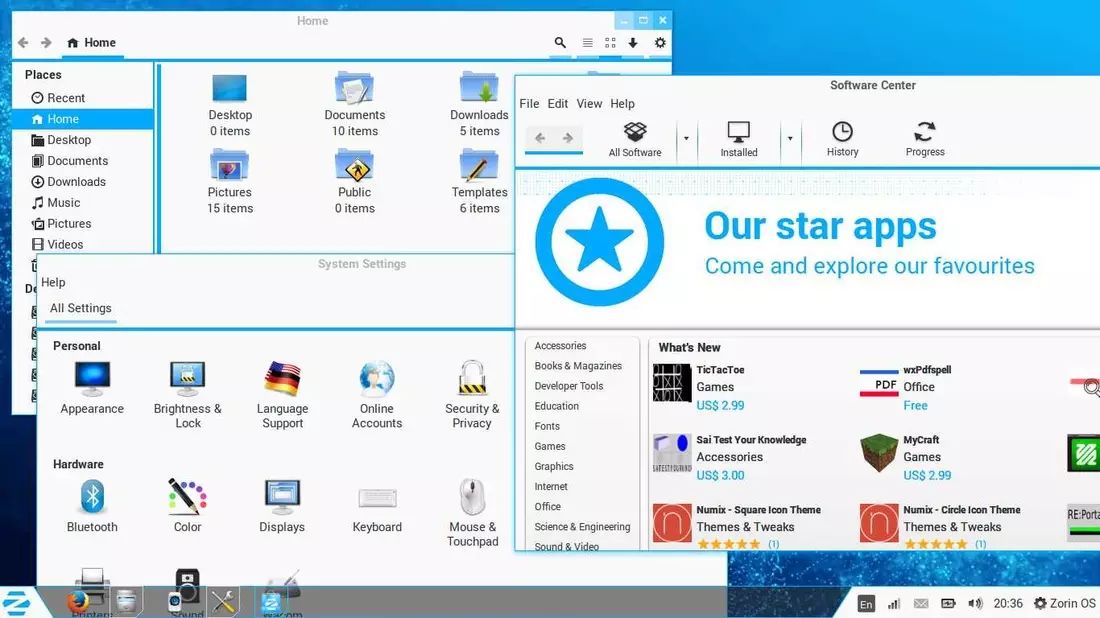 Home
Home
Places
Recent
Home
Desktop
Documents
Downloads
Music
Pictures
Videos
Desktop
0 items
Documents
10 items
Downloads
5 items
Pictures
15 items
Public
0 items
Templates
6 items
System Settings
Help
All Settings
Personal
Appearance
Brightness &
Lock
Language
Support
Online
Accounts
Security &
Privacy
Hardware
Bluetooth
Color
Displays
Keyboard
Mouse &
Touchpad
Printers
Sound
Wacom
Software Center
File Edit View Help
All Software
Installed
History
Progress
Our star apps
Come and explore our favourites
Accessories
Books & Magazines
Developer Tools
Education
Fonts
Games
Graphics
Internet
Office
Science & Engineering
Sound & Video
What's New
TicTacToe
Games
US$ 2.99
PDF
wxPdfspell
Office
Free
Sai Test Your Knowledge
Accessories
US$ 3.00
MyCraft
Games
US$ 2.99
Numix - Square Icon Theme
Themes & Tweaks
(1)
Numix - Circle Icon Theme
Themes & Tweaks
(1)
RE:Porta
En
20:36
Zorin OS